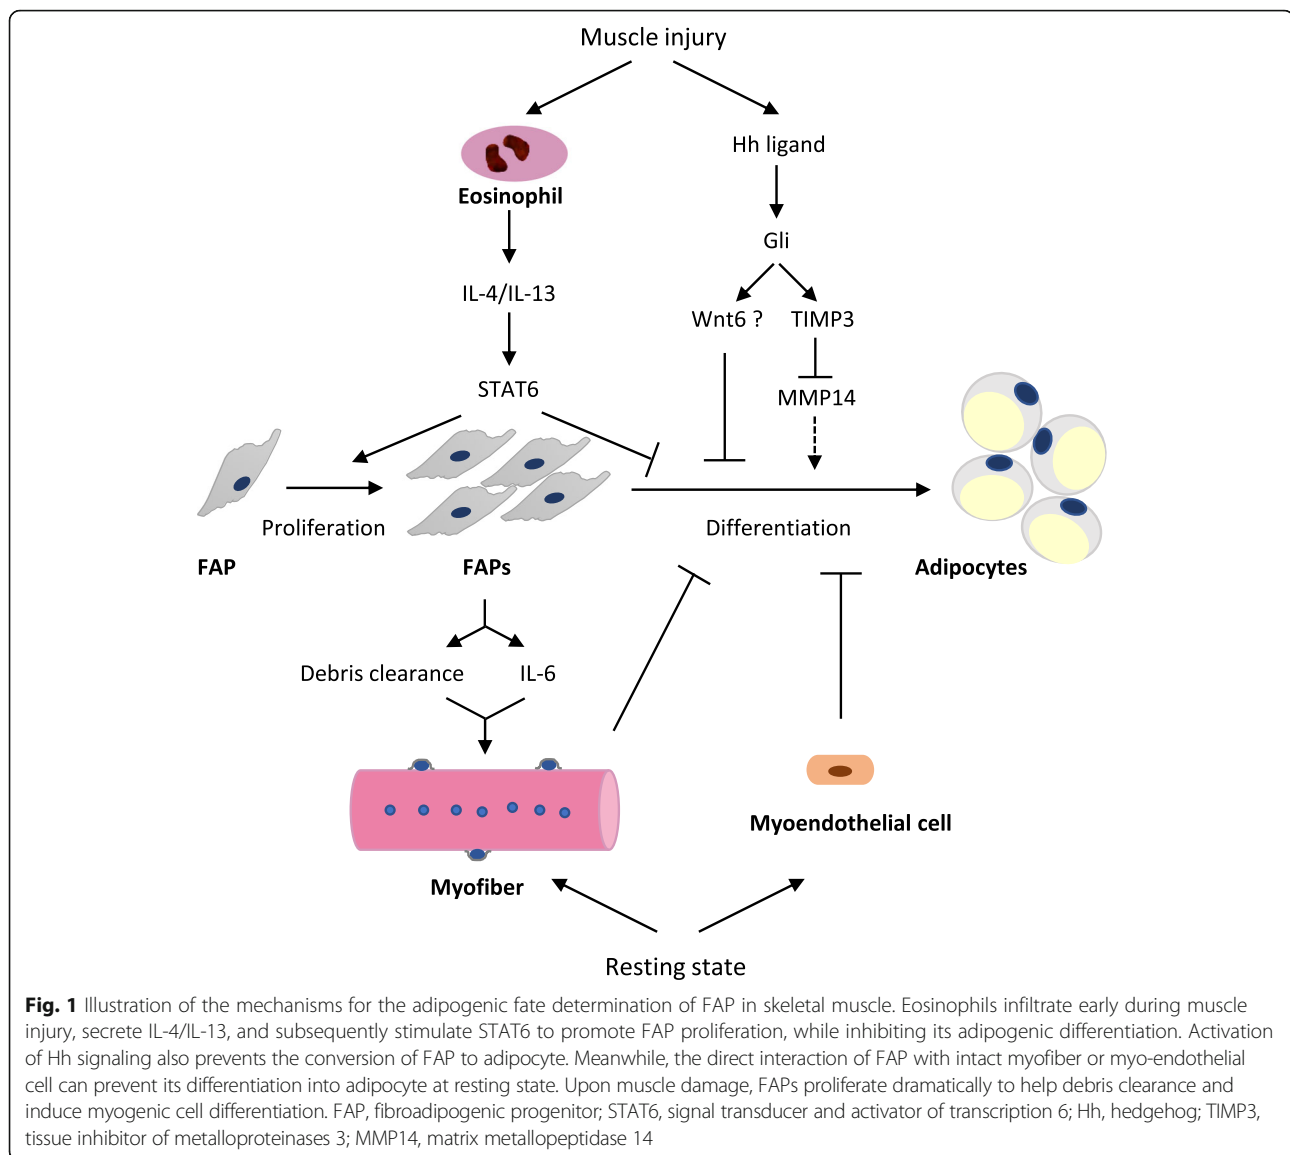 Muscle injury
Hh ligand
Eosinophil
Gli
IL-4/IL-13
Wnt6 ?
TIMP3
STAT6
MMP14
Proliferation
Differentiation
FAP
FAPs
Adipocytes
Debris clearance
IL-6
Myoendothelial cell
Myofiber
Resting state
Fig. 1 Illustration of the mechanisms for the adipogenic fate determination of FAP in skeletal muscle. Eosinophils infiltrate early during muscle
injury, secrete IL-4/IL-13, and subsequently stimulate STAT6 to promote FAP proliferation, while inhibiting its adipogenic differentiation. Activation
of Hh signaling also prevents the conversion of FAP to adipocyte. Meanwhile, the direct interaction of FAP with intact myofiber or myo-endothelial
cell can prevent its differentiation into adipocyte at resting state. Upon muscle damage, FAPs proliferate dramatically to help debris clearance and
induce myogenic cell differentiation. FAP, fibroadipogenic progenitor; STAT6, signal transducer and activator of transcription 6; Hh, hedgehog; TIMP3,
tissue inhibitor of metalloproteinases 3; MMP14, matrix metallopeptidase 14